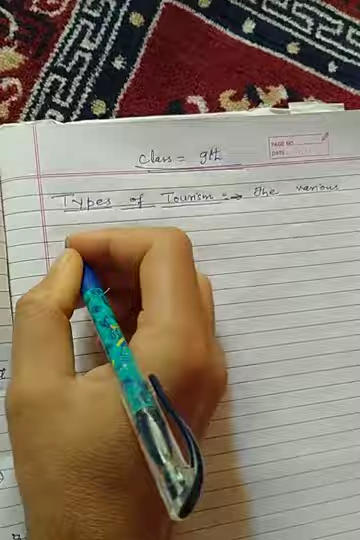 Class = 9th
PAGE NO.
DATE
Types of Tourism :→ the various